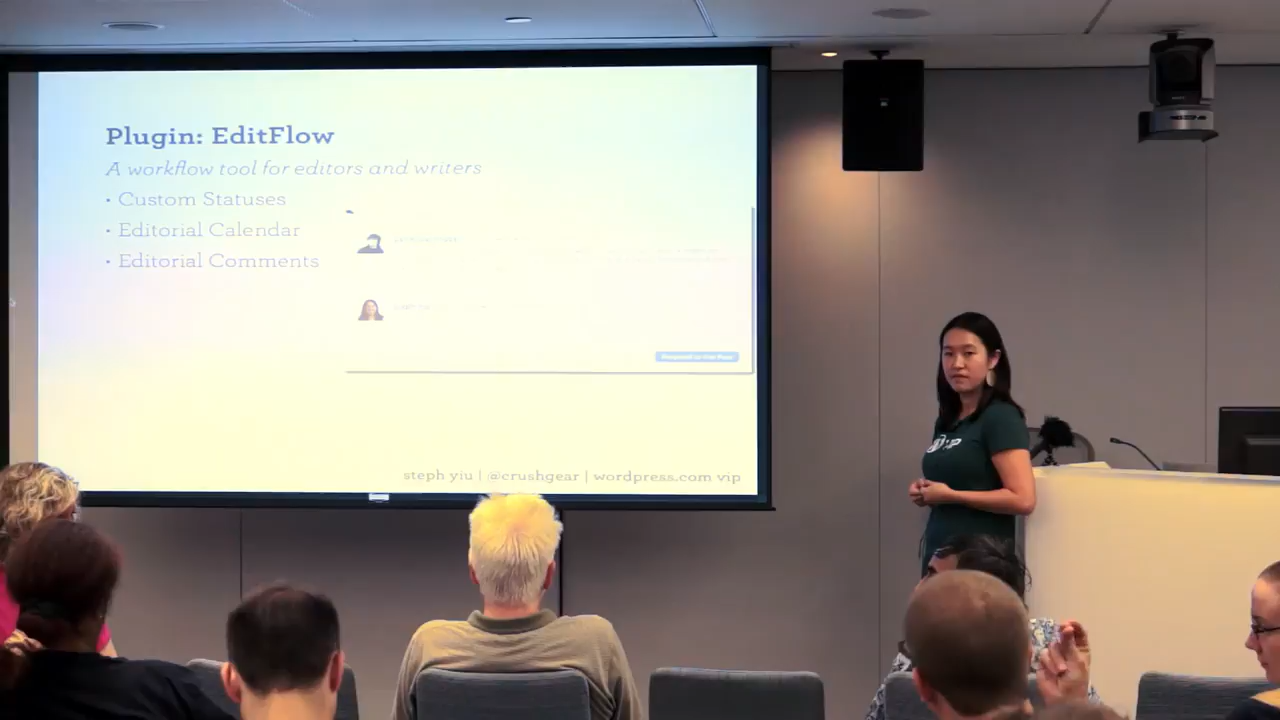 Plugin: EditFlow
A workflow tool for editors and writers
• Custom Statuses
• Editorial Calendar
• Editorial Comments
steph yiu | @crushgear | wordpress.com vip